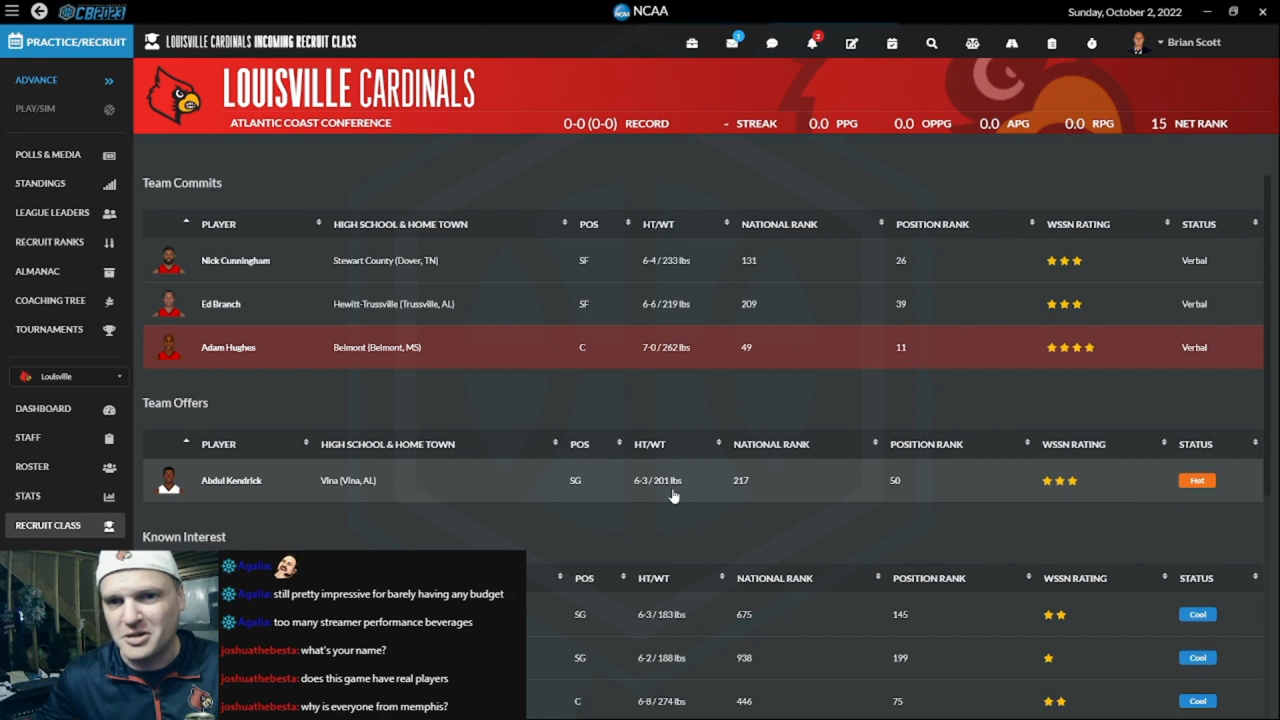 CB2023
NCAA
Sunday, October 2, 2022
PRACTICE/RECRUIT
LOUISVILLE CARDINALS INCOMING RECRUIT CLASS
1
2
Brian Scott
ADVANCE
PLAY/SIM
POLLS & MEDIA
STANDINGS
LEAGUE LEADERS
RECRUIT RANKS
ALMANAC
COACHING TREE
TOURNAMENTS
Louisville
DASHBOARD
STAFF
ROSTER
STATS
RECRUIT CLASS
LOUISVILLE CARDINALS
ATLANTIC COAST CONFERENCE
0-0 (0-0) RECORD - STREAK 0.0 PPG 0.0 OPPG 0.0 APG 0.0 RPG 15 NET RANK
Team Commits
PLAYER HIGH SCHOOL & HOME TOWN POS HT/WT NATIONAL RANK POSITION RANK WSSN RATING STATUS
Nick Cunningham Stewart County (Dover, TN) SF 6-4 / 233 lbs 131 26 Verbal
Ed Branch Hewitt-Trussville (Trussville, AL) SF 6-6 / 219 lbs 209 39 Verbal
Adam Hughes Belmont (Belmont, MS) C 7-0 / 262 lbs 49 11 Verbal
Team Offers
PLAYER HIGH SCHOOL & HOME TOWN POS HT/WT NATIONAL RANK POSITION RANK WSSN RATING STATUS
Abdul Kendrick Vina (Vina, AL) SG 6-3 / 201 lbs 217 50 Hot
Known Interest
POS HT/WT NATIONAL RANK POSITION RANK WSSN RATING STATUS
SG 6-3 / 183 lbs 675 145 Cool
SG 6-2 / 188 lbs 938 199 Cool
C 6-8 / 274 lbs 446 75 Cool
Agalia:
Agalia: still pretty impressive for barely having any budget
Agalia: too many streamer performance beverages
joshuathebesta: what's your name?
joshuathebesta: does this game have real players
joshuathebesta: why is everyone from memphis?